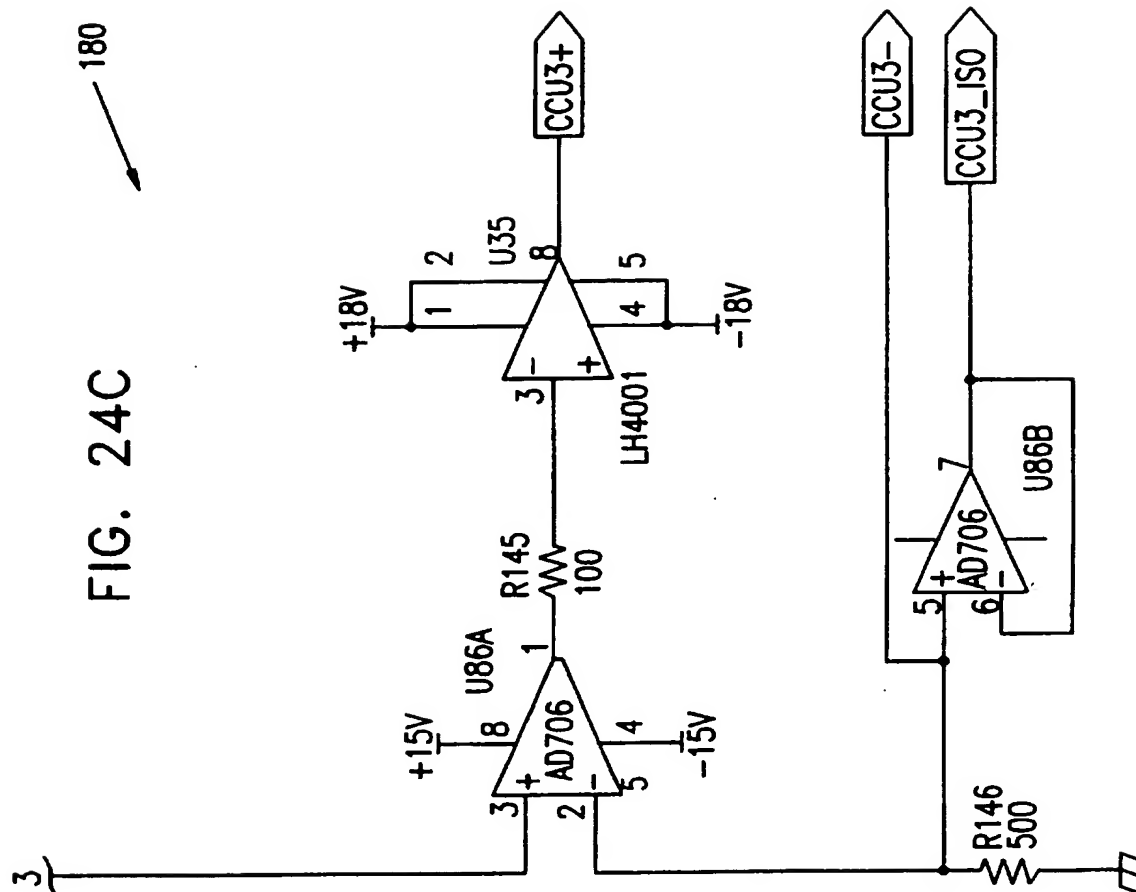 FIG. 24C
180
3
+15V
8
U86A
3
+
AD706
1
2
-
5
4
-15V
R145
100
+18V
1
2
U35
3
-
8
+
4
5
LH4001
-18V
CCU3+
CCU3-
CCU3_ISO
5
+
AD706
7
6
-
U86B
R146
500